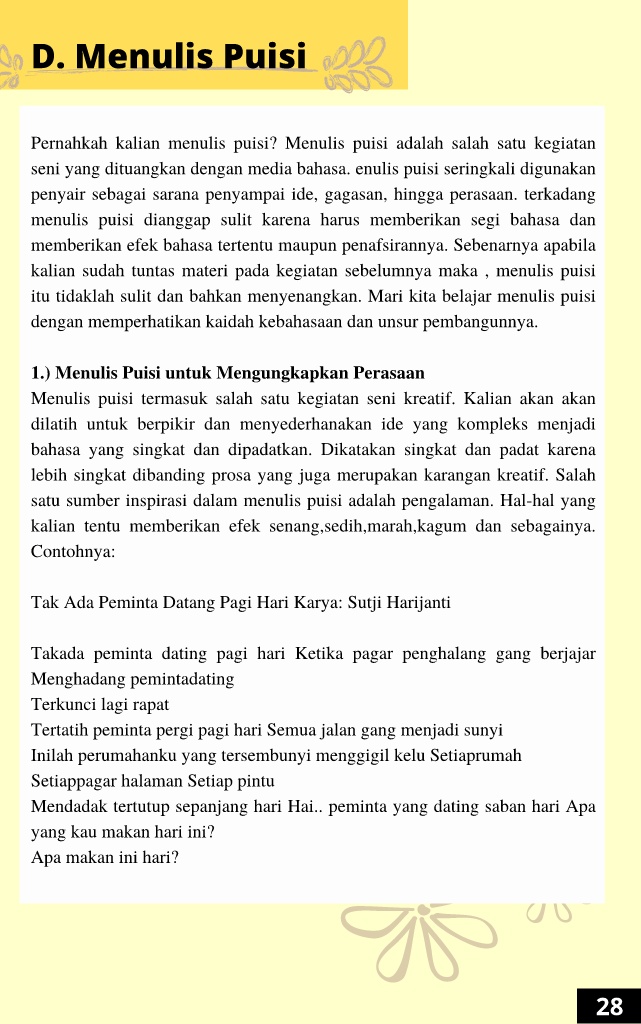 D. Menulis Puisi
Pernahkah kalian menulis puisi? Menulis puisi adalah salah satu kegiatan
seni yang dituangkan dengan media bahasa. enulis puisi seringkali digunakan
penyair sebagai sarana penyampai ide, gagasan, hingga perasaan. terkadang
menulis puisi dianggap sulit karena harus memberikan segi bahasa dan
memberikan efek bahasa tertentu maupun penafsirannya. Sebenarnya apabila
kalian sudah tuntas materi pada kegiatan sebelumnya maka , menulis puisi
itu tidaklah sulit dan bahkan menyenangkan. Mari kita belajar menulis puisi
dengan memperhatikan kaidah kebahasaan dan unsur pembangunnya.
1.) Menulis Puisi untuk Mengungkapkan Perasaan
Menulis puisi termasuk salah satu kegiatan seni kreatif. Kalian akan akan
dilatih untuk berpikir dan menyederhanakan ide yang kompleks menjadi
bahasa yang singkat dan dipadatkan. Dikatakan singkat dan padat karena
lebih singkat dibanding prosa yang juga merupakan karangan kreatif. Salah
satu sumber inspirasi dalam menulis puisi adalah pengalaman. Hal-hal yang
kalian tentu memberikan efek senang,sedih,marah,kagum dan sebagainya.
Contohnya:
Tak Ada Peminta Datang Pagi Hari Karya: Sutji Harijanti
Takada peminta dating pagi hari Ketika pagar penghalang gang berjajar
Menghadang pemintadating
Terkunci lagi rapat
Tertatih peminta pergi pagi hari Semua jalan gang menjadi sunyi
Inilah perumahanku yang tersembunyi menggigil kelu Setiaprumah
Setiappagar halaman Setiap pintu
Mendadak tertutup sepanjang hari Hai.. peminta yang dating saban hari Apa
yang kau makan hari ini?
Apa makan ini hari?
28